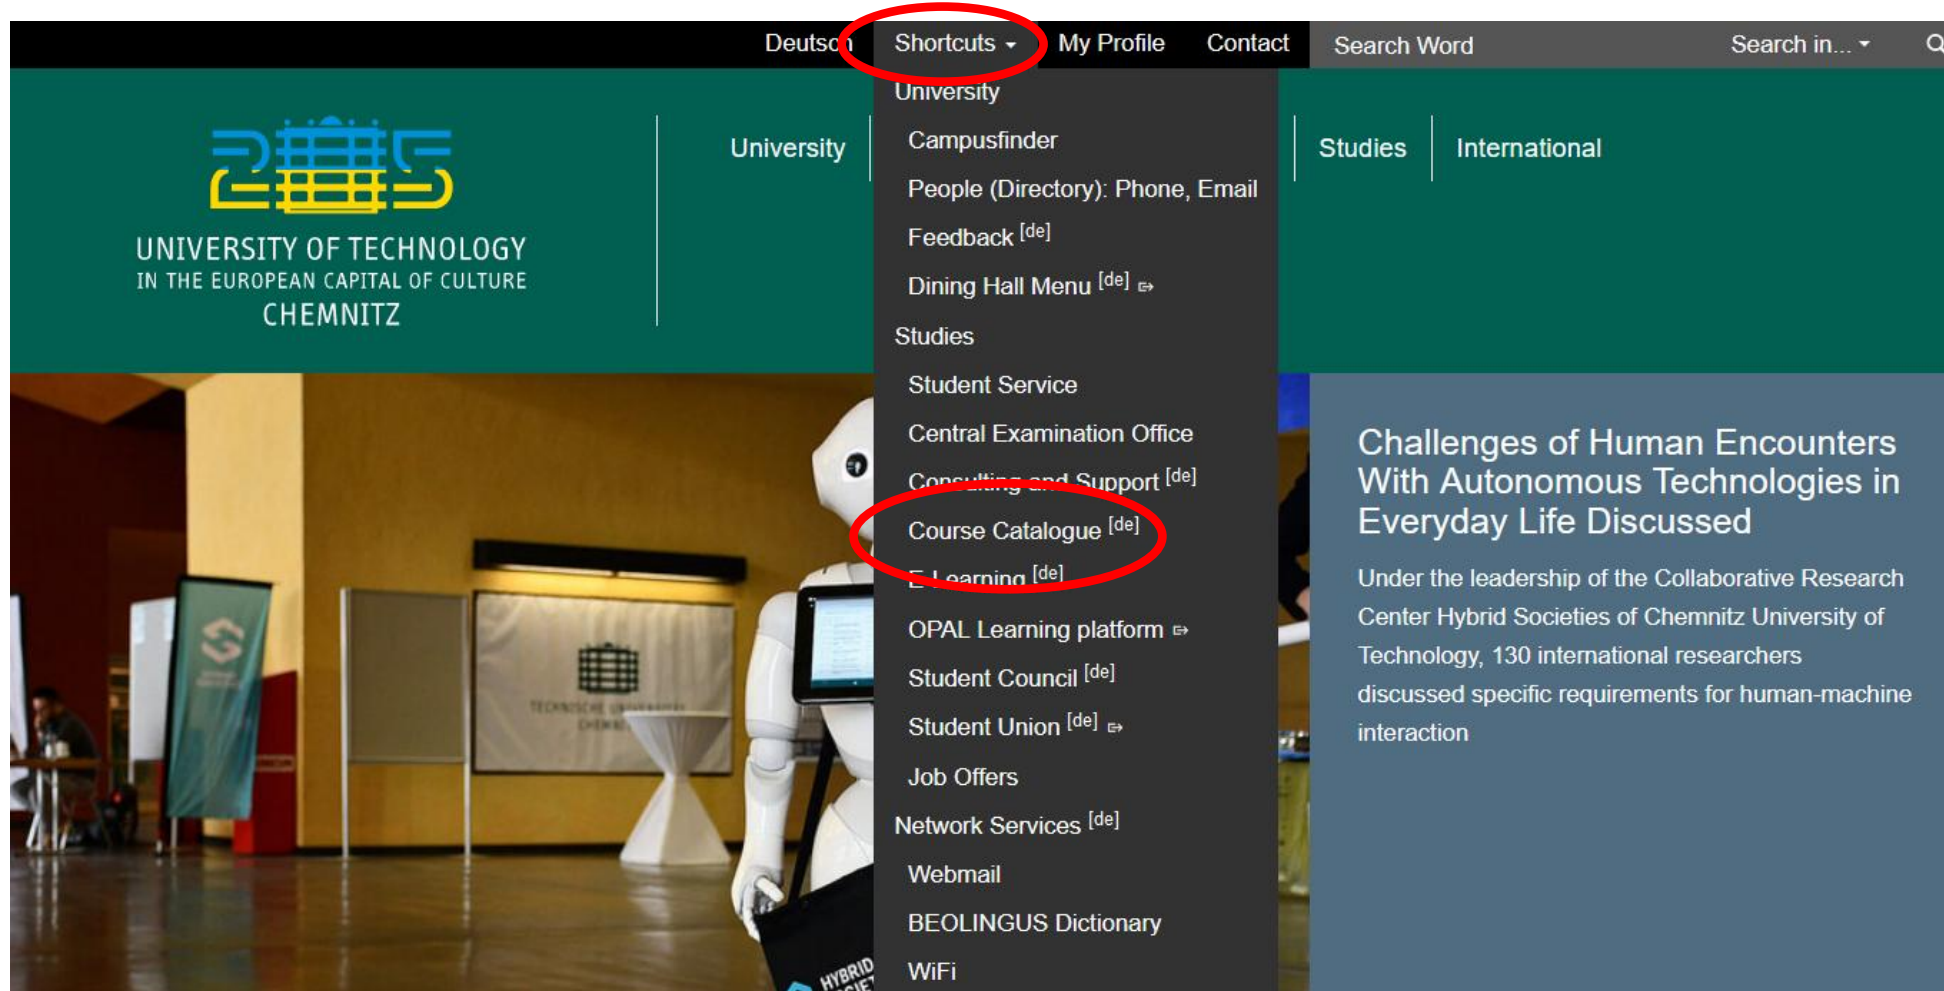 Deutsch Shortcuts My Profile Contact Search Word Search in...
UNIVERSITY OF TECHNOLOGY
IN THE EUROPEAN CAPITAL OF CULTURE
CHEMNITZ
University Studies International
University
Campusfinder
People (Directory): Phone, Email
Feedback [de]
Dining Hall Menu [de]
Studies
Student Service
Central Examination Office
Consulting and Support [de]
Course Catalogue [de]
E-Learning [de]
OPAL Learning platform
Student Council [de]
Student Union [de]
Job Offers
Network Services [de]
Webmail
BEOLINGUS Dictionary
WiFi
Challenges of Human Encounters
With Autonomous Technologies in
Everyday Life Discussed
Under the leadership of the Collaborative Research
Center Hybrid Societies of Chemnitz University of
Technology, 130 international researchers
discussed specific requirements for human-machine
interaction
TECHNISCHE UNIVERSITÄT
CHEMNITZ
HYBRID